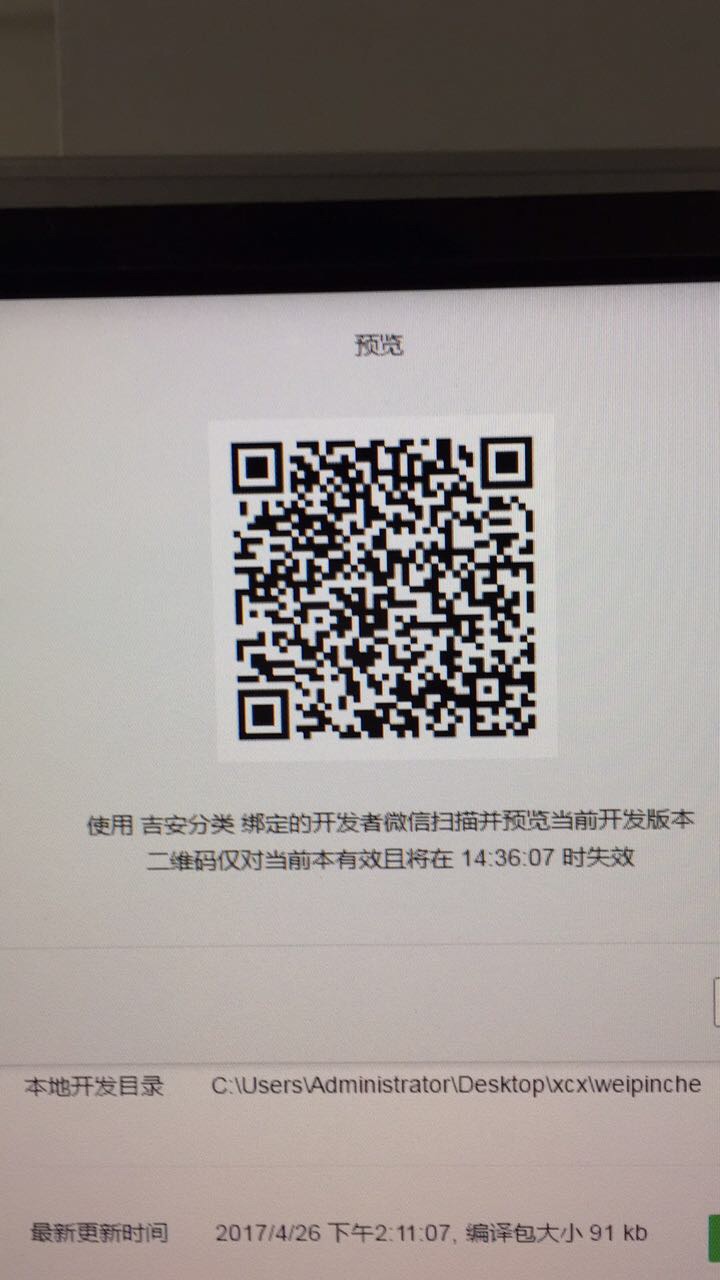 预览
使用 吉安分类 绑定的开发者微信扫描并预览当前开发版本
二维码仅对当前本有效且将在 14:36:07 时失效
本地开发目录 C:\Users\Administrator\Desktop\xcx\weipinche
最新更新时间 2017/4/26 下午2:11:07, 编译包大小 91 kb